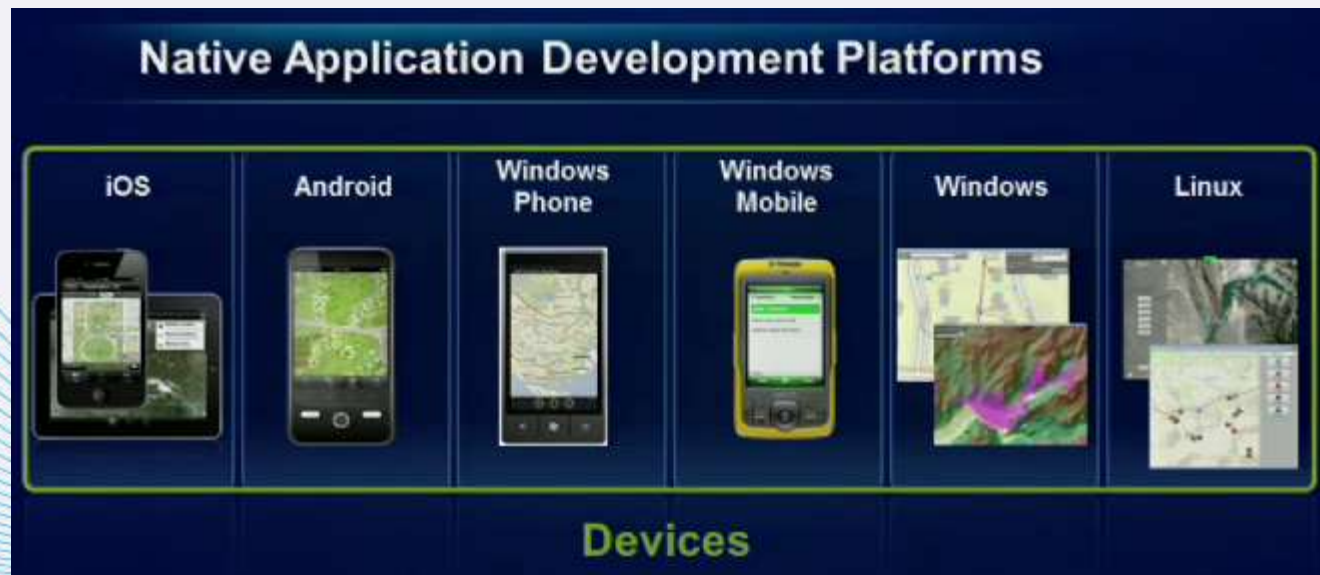 Native Application Development Platforms
iOS
Android
Windows
Phone
Windows
Mobile
Windows
Linux
Devices